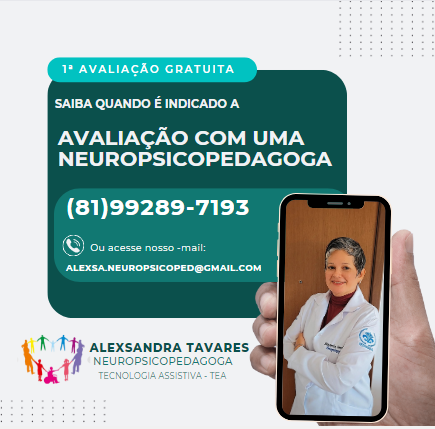 1ª AVALIAÇÃO GRATUITA
SAIBA QUANDO É INDICADO A
AVALIAÇÃO COM UMA
NEUROPSICOPEDAGOGA
(81)99289-7193
Ou acesse nosso -mail:
ALEXSA.NEUROPSICOPED@GMAIL.COM
ALEXSANDRA TAVARES
NEUROPSICOPEDAGOGA
TECNOLOGIA ASSISTIVA - TEA